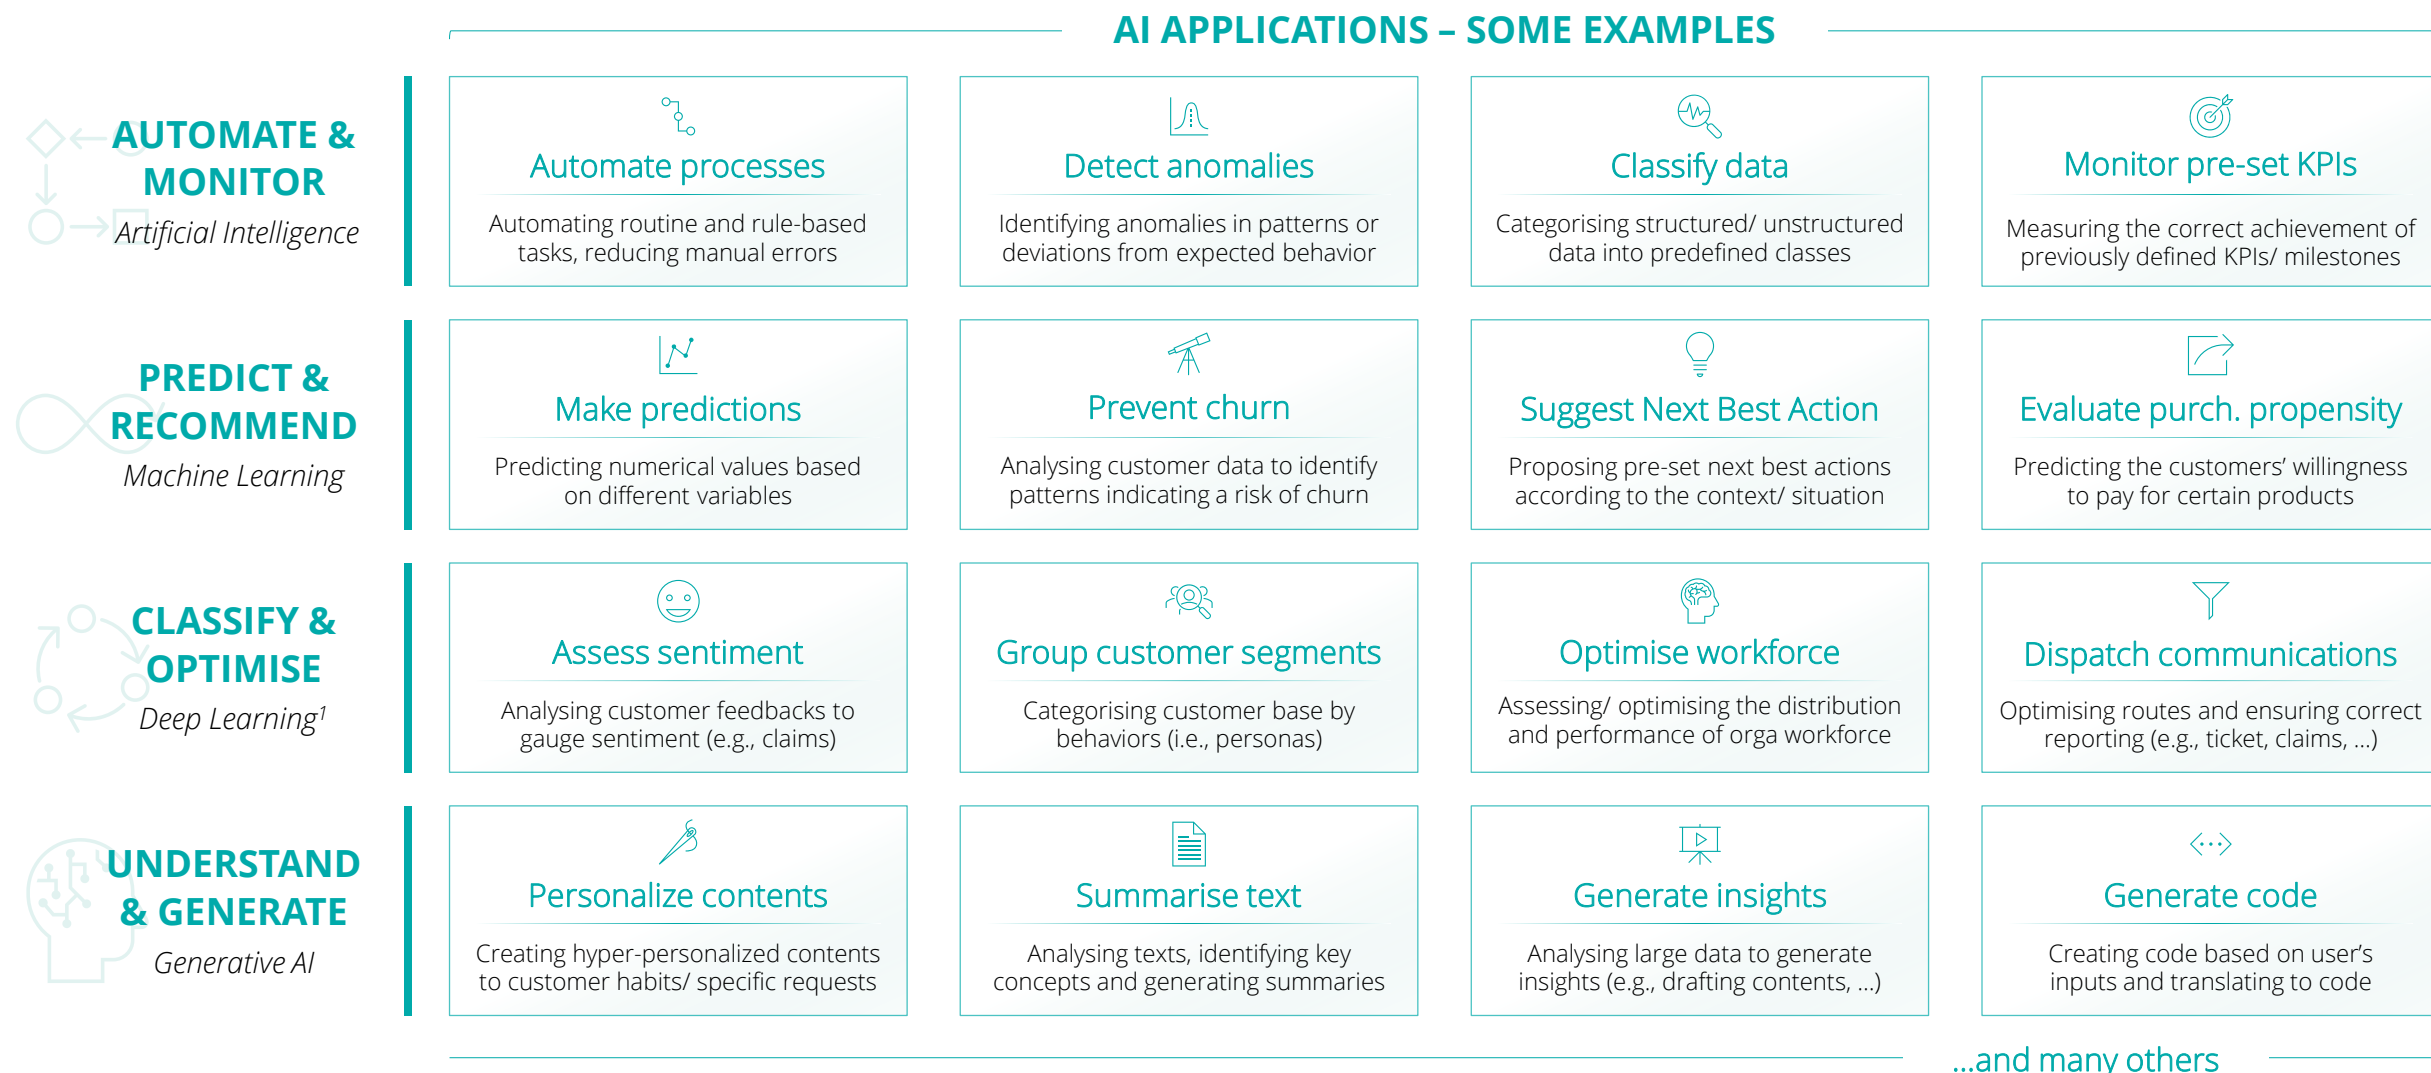 AI APPLICATIONS – SOME EXAMPLES
AUTOMATE &
MONITOR
Artificial Intelligence
Automate processes
Automating routine and rule-based
tasks, reducing manual errors
Detect anomalies
Identifying anomalies in patterns or
deviations from expected behavior
Classify data
Categorising structured/ unstructured
data into predefined classes
Monitor pre-set KPIs
Measuring the correct achievement of
previously defined KPIs/ milestones
PREDICT &
RECOMMEND
Machine Learning
Make predictions
Predicting numerical values based
on different variables
Prevent churn
Analysing customer data to identify
patterns indicating a risk of churn
Suggest Next Best Action
Proposing pre-set next best actions
according to the context/ situation
Evaluate purch. propensity
Predicting the customers’ willingness
to pay for certain products
CLASSIFY &
OPTIMISE
Deep Learning¹
Assess sentiment
Analysing customer feedbacks to
gauge sentiment (e.g., claims)
Group customer segments
Categorising customer base by
behaviors (i.e., personas)
Optimise workforce
Assessing/ optimising the distribution
and performance of orga workforce
Dispatch communications
Optimising routes and ensuring correct
reporting (e.g., ticket, claims, ...)
UNDERSTAND
& GENERATE
Generative AI
Personalize contents
Creating hyper-personalized contents
to customer habits/ specific requests
Summarise text
Analysing texts, identifying key
concepts and generating summaries
Generate insights
Analysing large data to generate
insights (e.g., drafting contents, ...)
Generate code
Creating code based on user’s
inputs and translating to code
...and many others